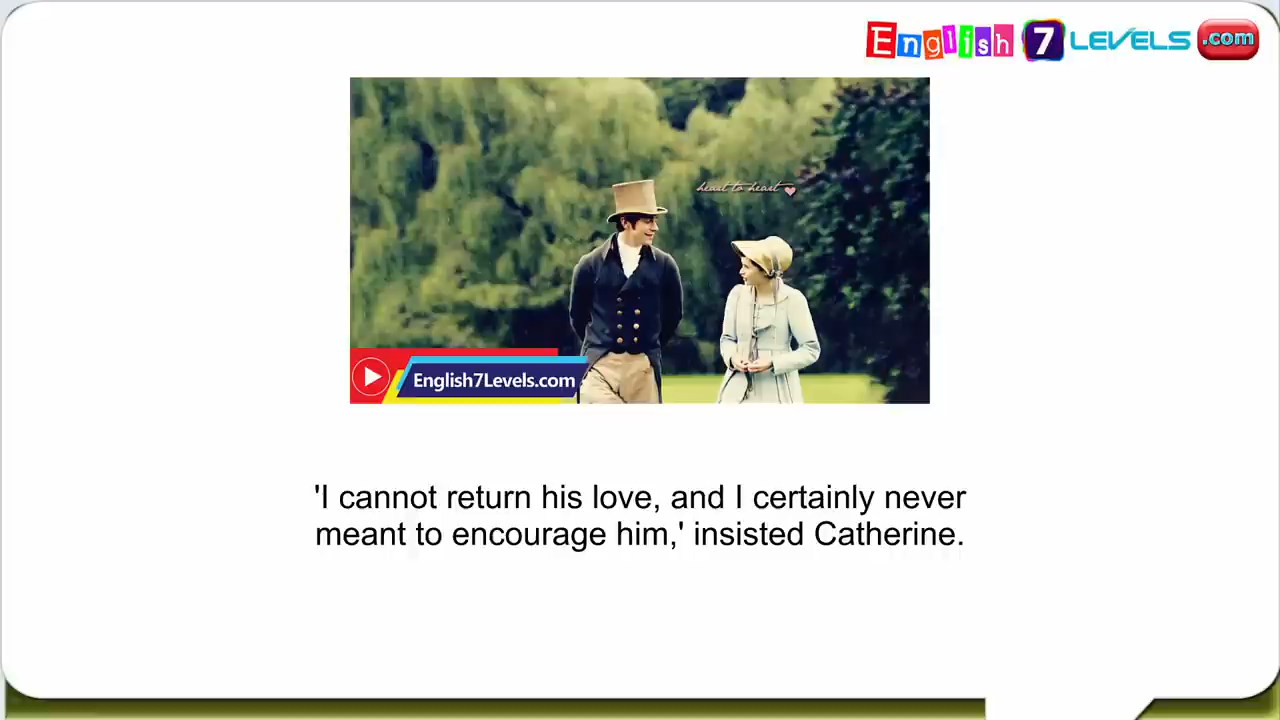 English 7 LEVELS .com
heart to heart
English7Levels.com
'I cannot return his love, and I certainly never
meant to encourage him,' insisted Catherine.